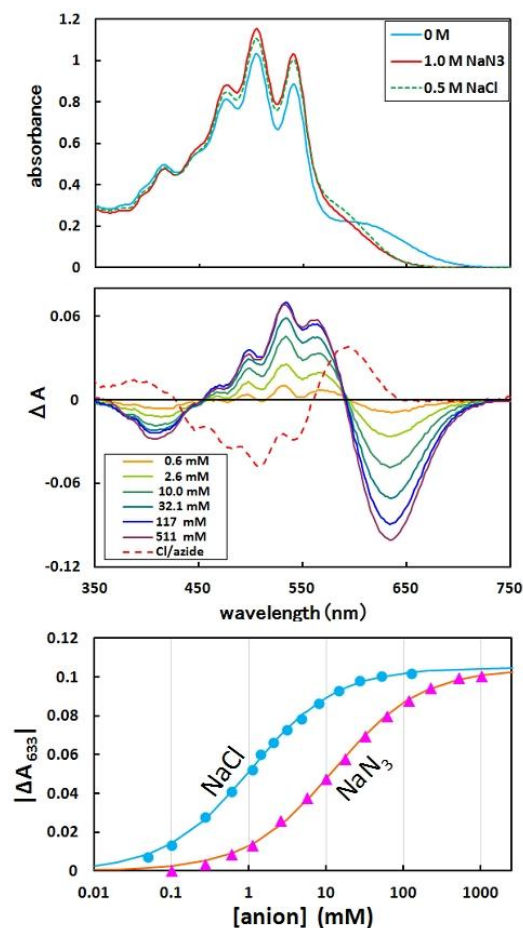 absorbance
1.2
1
0.8
0.6
0.4
0.2
0
0 M
1.0 M NaN3
0.5 M NaCl
Δ A
0.06
0
-0.06
-0.12
0.6 mM
2.6 mM
10.0 mM
32.1 mM
117 mM
511 mM
Cl/azide
350 450 550 650 750
wavelength (nm)
|ΔA633|
0.12
0.1
0.08
0.06
0.04
0.02
0
NaCl
NaN3
0.01 0.1 1 10 100 1000
[anion] (mM)